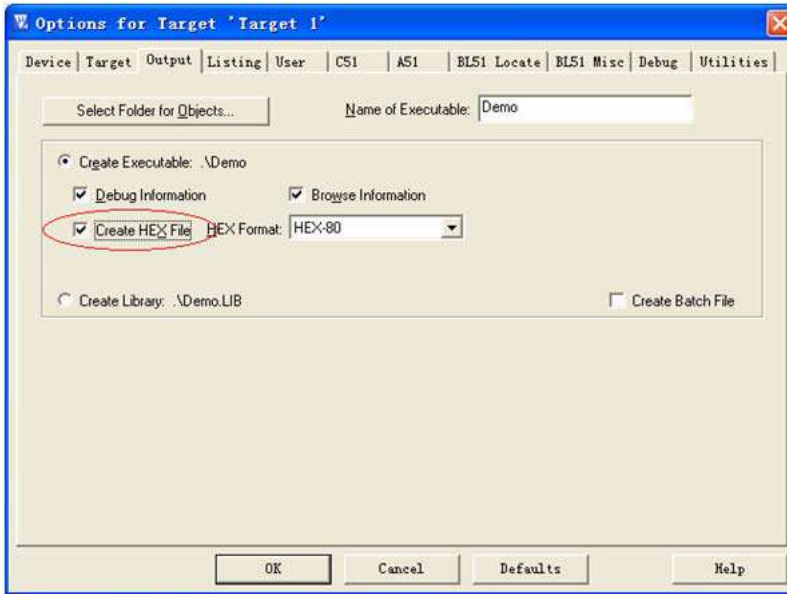 Options for Target 'Target 1'
Device Target Output Listing User C51 A51 BL51 Locate BL51 Misc Debug Utilities
Select Folder for Objects... Name of Executable: Demo
Create Executable: .\Demo
Debug Information Browse Information
Create HEX File HEX Format: HEX-80
Create Library: .\Demo.LIB Create Batch File
OK Cancel Defaults Help